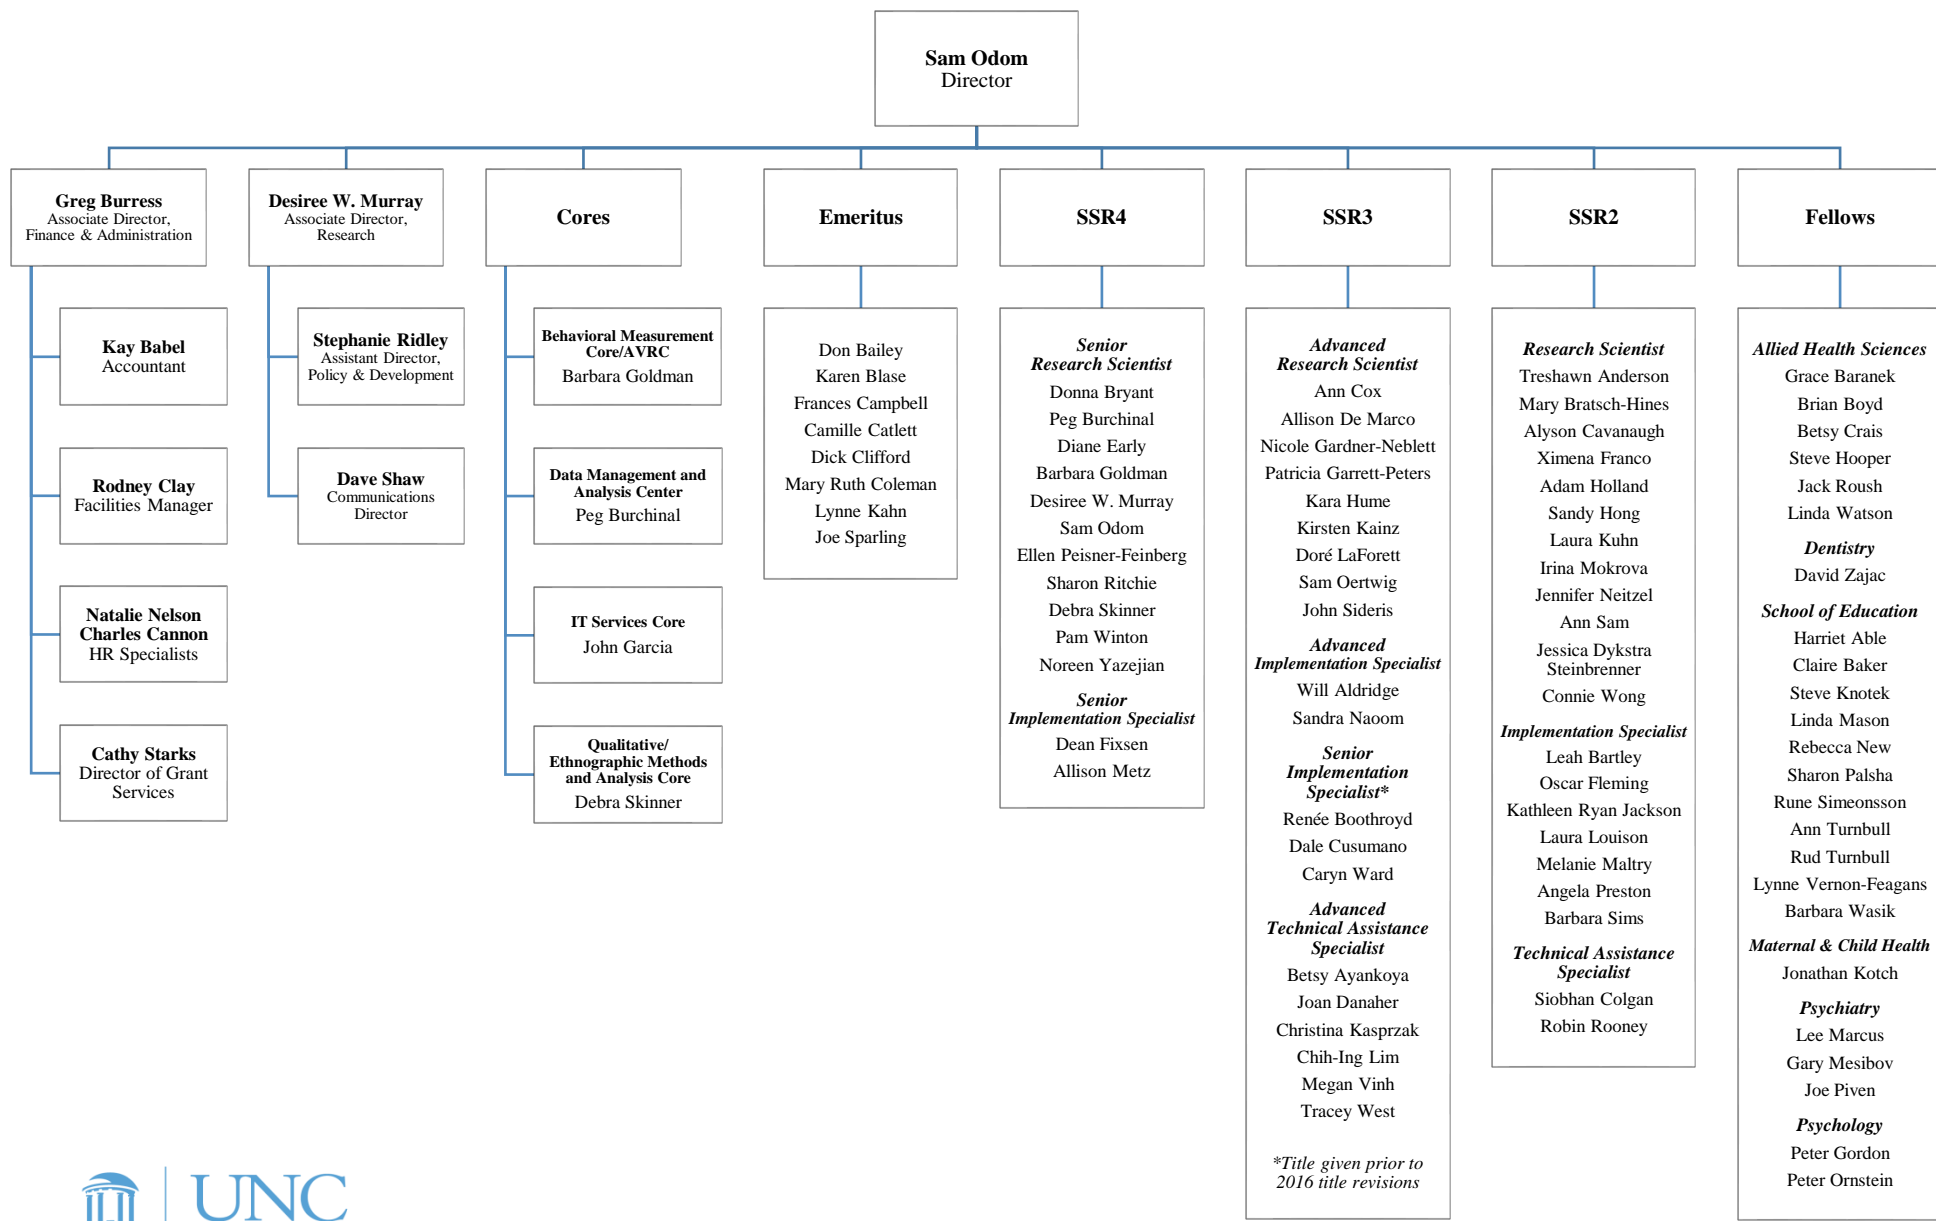 Sam Odom
Director
Greg Burress
Associate Director,
Finance & Administration
Kay Babel
Accountant
Rodney Clay
Facilities Manager
Natalie Nelson
Charles Cannon
HR Specialists
Cathy Starks
Director of Grant
Services
Desiree W. Murray
Associate Director,
Research
Stephanie Ridley
Assistant Director,
Policy & Development
Dave Shaw
Communications
Director
Cores
Behavioral Measurement
Core/AVRC
Barbara Goldman
Data Management and
Analysis Center
Peg Burchinal
IT Services Core
John Garcia
Qualitative/
Ethnographic Methods
and Analysis Core
Debra Skinner
Emeritus
Don Bailey
Karen Blase
Frances Campbell
Camille Catlett
Dick Clifford
Mary Ruth Coleman
Lynne Kahn
Joe Sparling
SSR4
Senior
Research Scientist
Donna Bryant
Peg Burchinal
Diane Early
Barbara Goldman
Desiree W. Murray
Sam Odom
Ellen Peisner-Feinberg
Sharon Ritchie
Debra Skinner
Pam Winton
Noreen Yazejian
Senior
Implementation Specialist
Dean Fixsen
Allison Metz
SSR3
Advanced
Research Scientist
Ann Cox
Allison De Marco
Nicole Gardner-Neblett
Patricia Garrett-Peters
Kara Hume
Kirsten Kainz
Doré LaForett
Sam Oertwig
John Sideris
Advanced
Implementation Specialist
Will Aldridge
Sandra Naoom
Senior
Implementation
Specialist*
Renée Boothroyd
Dale Cusumano
Caryn Ward
Advanced
Technical Assistance
Specialist
Betsy Ayankoya
Joan Danaher
Christina Kasprzak
Chih-Ing Lim
Megan Vinh
Tracey West
*Title given prior to
2016 title revisions
SSR2
Research Scientist
Treshawn Anderson
Mary Bratsch-Hines
Alyson Cavanaugh
Ximena Franco
Adam Holland
Sandy Hong
Laura Kuhn
Irina Mokrova
Jennifer Neitzel
Ann Sam
Jessica Dykstra
Steinbrenner
Connie Wong
Implementation Specialist
Leah Bartley
Oscar Fleming
Kathleen Ryan Jackson
Laura Louison
Melanie Maltry
Angela Preston
Barbara Sims
Technical Assistance
Specialist
Siobhan Colgan
Robin Rooney
Fellows
Allied Health Sciences
Grace Baranek
Brian Boyd
Betsy Crais
Steve Hooper
Jack Roush
Linda Watson
Dentistry
David Zajac
School of Education
Harriet Able
Claire Baker
Steve Knotek
Linda Mason
Rebecca New
Sharon Palsha
Rune Simeonsson
Ann Turnbull
Rud Turnbull
Lynne Vernon-Feagans
Barbara Wasik
Maternal & Child Health
Jonathan Kotch
Psychiatry
Lee Marcus
Gary Mesibov
Joe Piven
Psychology
Peter Gordon
Peter Ornstein
UNC